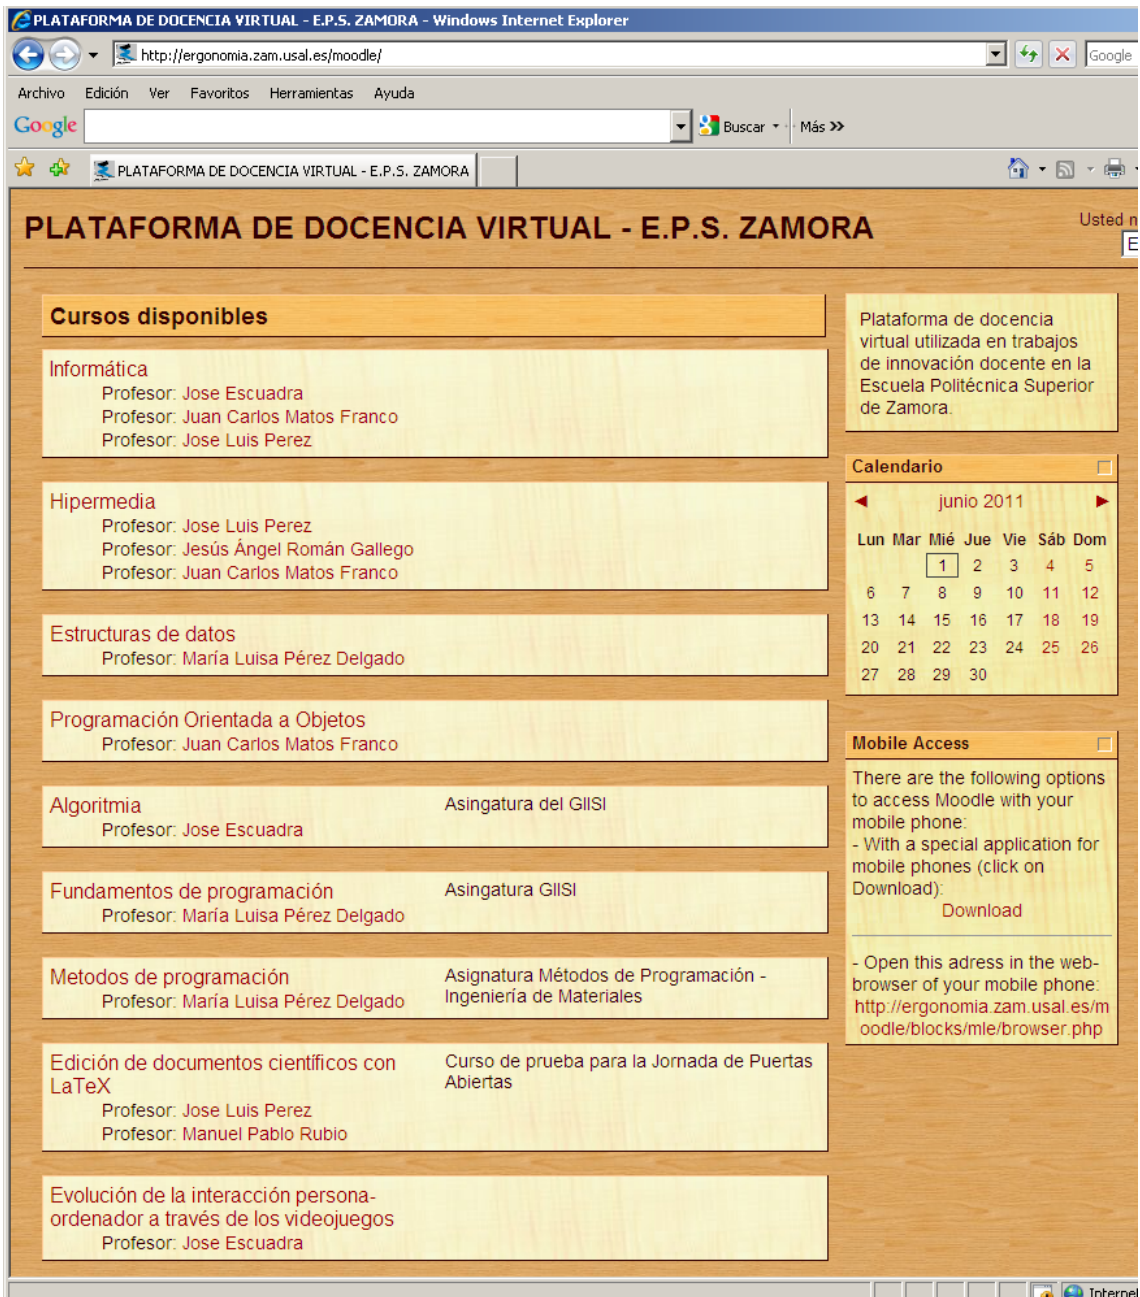 PLATAFORMA DE DOCENCIA VIRTUAL - E.P.S. ZAMORA - Windows Internet Explorer
http://ergonomia.zam.usal.es/moodle/
Google
Archivo Edición Ver Favoritos Herramientas Ayuda
Google
Buscar
Más >>
PLATAFORMA DE DOCENCIA VIRTUAL - E.P.S. ZAMORA
PLATAFORMA DE DOCENCIA VIRTUAL - E.P.S. ZAMORA
Usted n
E
Cursos disponibles
Informática
Profesor: Jose Escuadra
Profesor: Juan Carlos Matos Franco
Profesor: Jose Luis Perez
Hipermedia
Profesor: Jose Luis Perez
Profesor: Jesús Ángel Román Gallego
Profesor: Juan Carlos Matos Franco
Estructuras de datos
Profesor: María Luisa Pérez Delgado
Programación Orientada a Objetos
Profesor: Juan Carlos Matos Franco
Algoritmia
Profesor: Jose Escuadra
Asingatura del GIISI
Fundamentos de programación
Profesor: María Luisa Pérez Delgado
Asingatura GIISI
Metodos de programación
Profesor: María Luisa Pérez Delgado
Asignatura Métodos de Programación -
Ingeniería de Materiales
Edición de documentos científicos con
LaTeX
Profesor: Jose Luis Perez
Profesor: Manuel Pablo Rubio
Curso de prueba para la Jornada de Puertas
Abiertas
Evolución de la interacción persona-
ordenador a través de los videojuegos
Profesor: Jose Escuadra
Plataforma de docencia
virtual utilizada en trabajos
de innovación docente en la
Escuela Politécnica Superior
de Zamora.
Calendario
junio 2011
Lun Mar Mié Jue Vie Sáb Dom
1 2 3 4 5
6 7 8 9 10 11 12
13 14 15 16 17 18 19
20 21 22 23 24 25 26
27 28 29 30
Mobile Access
There are the following options
to access Moodle with your
mobile phone:
- With a special application for
mobile phones (click on
Download):
Download
- Open this adress in the web-
browser of your mobile phone:
http://ergonomia.zam.usal.es/m
oodle/blocks/mle/browser.php
Internet